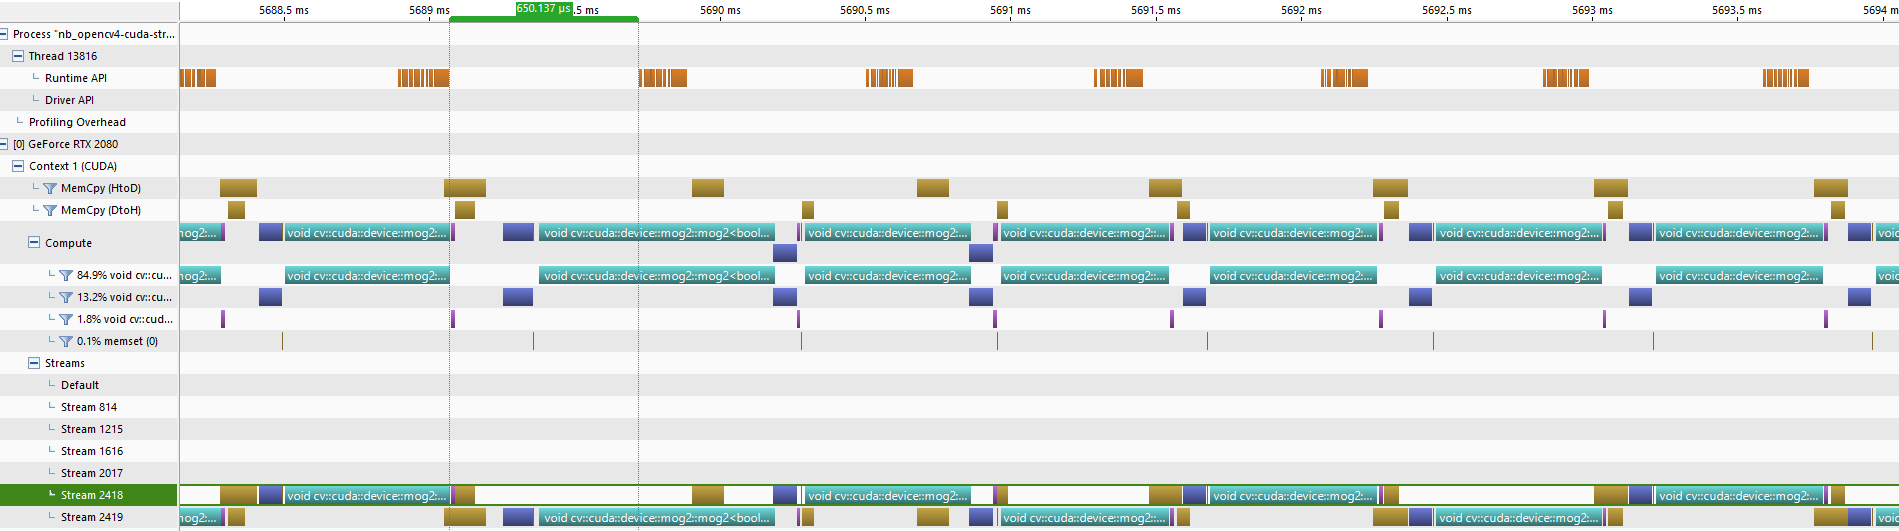 5688.5 ms 5689 ms 650.137 µs .5 ms 5690 ms 5690.5 ms 5691 ms 5691.5 ms 5692 ms 5692.5 ms 5693 ms 5693.5 ms 5694 m
Process "nb_opencv4-cuda-str...
Thread 13816
Runtime API
Driver API
Profiling Overhead
[0] GeForce RTX 2080
Context 1 (CUDA)
MemCpy (HtoD)
MemCpy (DtoH)
Compute
nog2:... void cv::cuda::device::mog2:... void cv::cuda::device::mog2::mog2<bool... void cv::cuda::device::mog2:... void cv::cuda::device::mog2:... void cv::cuda::device::mog2:... void cv::cuda::device::mog2:... void cv::cuda::device::mog2:... void
84.9% void cv::cu...
nog2:... void cv::cuda::device::mog2:... void cv::cuda::device::mog2::mog2<bool... void cv::cuda::device::mog2:... void cv::cuda::device::mog2:... void cv::cuda::device::mog2:... void cv::cuda::device::mog2:... void cv::cuda::device::mog2:... void
13.2% void cv::cu...
1.8% void cv::cud...
0.1% memset (0)
Streams
Default
Stream 814
Stream 1215
Stream 1616
Stream 2017
Stream 2418
void cv::cuda::device::mog2:... void cv::cuda::device::mog2:... void cv::cuda::device::mog2:... void cv::cuda::device::mog2:...
Stream 2419
nog2:... void cv::cuda::device::mog2::mog2<bool... void cv::cuda::device::mog2:... void cv::cuda::device::mog2:... void